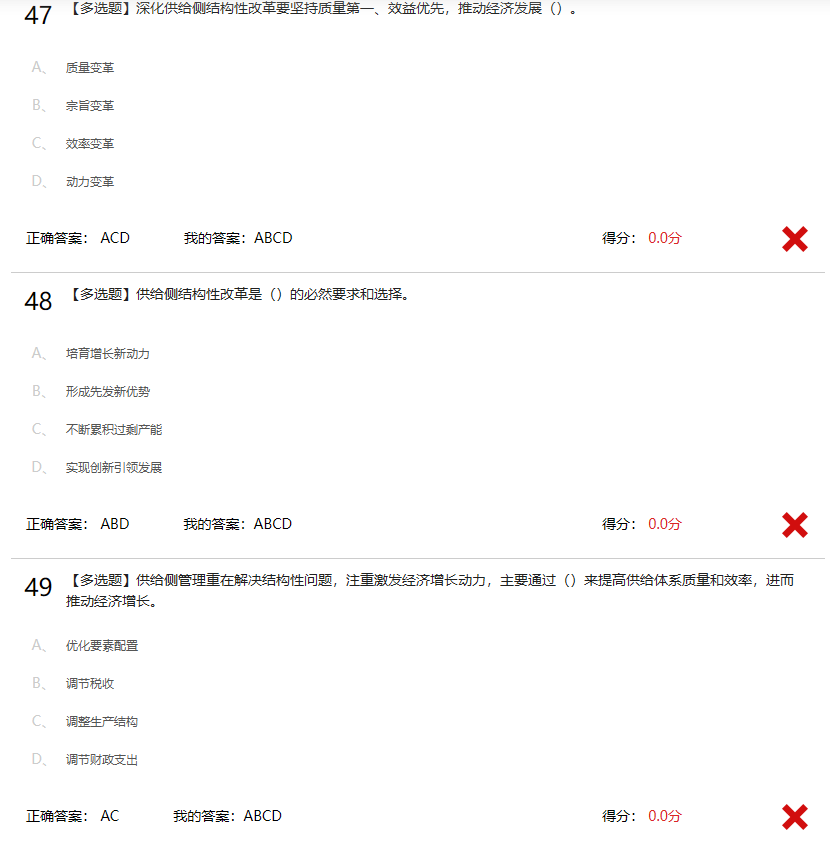 47 【多选题】深化供给侧结构性改革要坚持质量第一、效益优先，推动经济发展（）。
A、 质量变革
B、 宗旨变革
C、 效率变革
D、 动力变革
正确答案： ACD 我的答案：ABCD 得分： 0.0分
48 【多选题】供给侧结构性改革是（）的必然要求和选择。
A、 培育增长新动力
B、 形成先发新优势
C、 不断累积过剩产能
D、 实现创新引领发展
正确答案： ABD 我的答案：ABCD 得分： 0.0分
49 【多选题】供给侧管理重在解决结构性问题，注重激发经济增长动力，主要通过（）来提高供给体系质量和效率，进而
推动经济增长。
A、 优化要素配置
B、 调节税收
C、 调整生产结构
D、 调节财政支出
正确答案： AC 我的答案：ABCD 得分： 0.0分